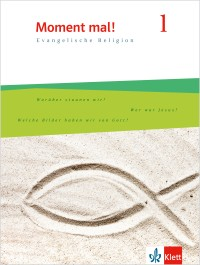 Moment mal! 1
Evangelische Religion
Worüber staunen wir?
Wer war Jesus?
Welche Bilder haben wir von Gott?
Klett